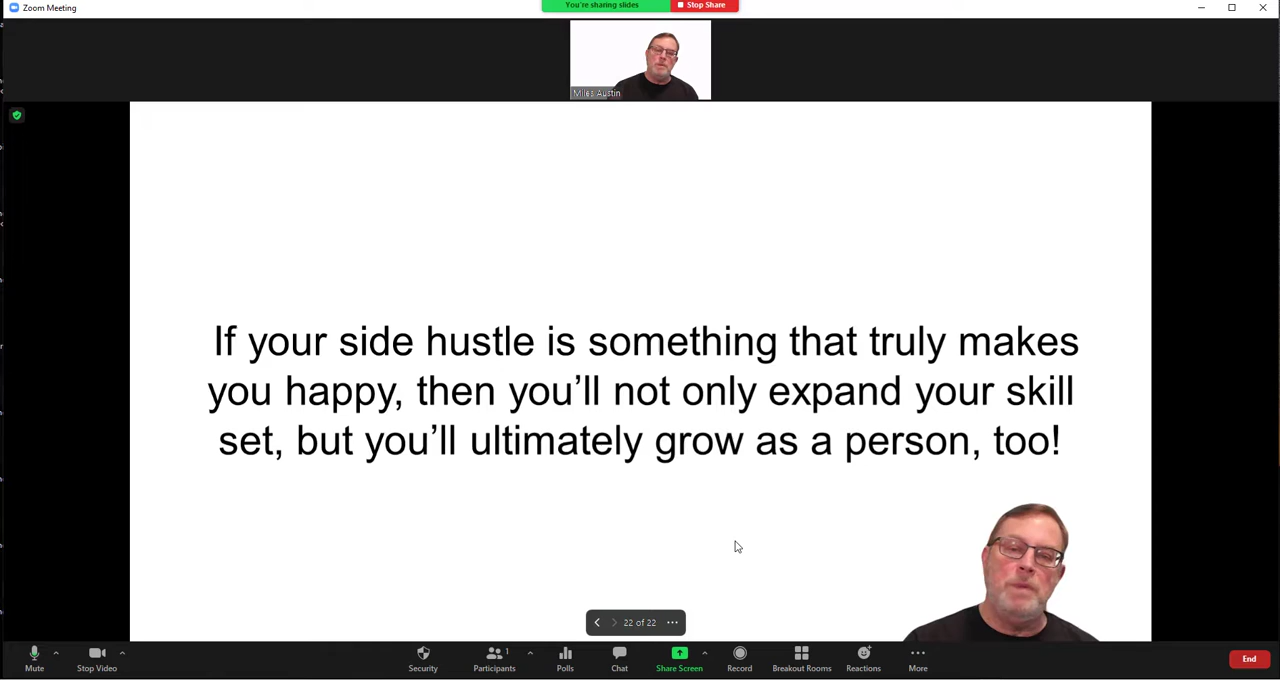 Zoom Meeting
You're sharing slides
Stop Share
Miles Austin
If your side hustle is something that truly makes
you happy, then you’ll not only expand your skill
set, but you’ll ultimately grow as a person, too!
22 of 22
Mute
Stop Video
Security
Participants 1
Polls
Chat
Share Screen
Record
Breakout Rooms
Reactions
More
End